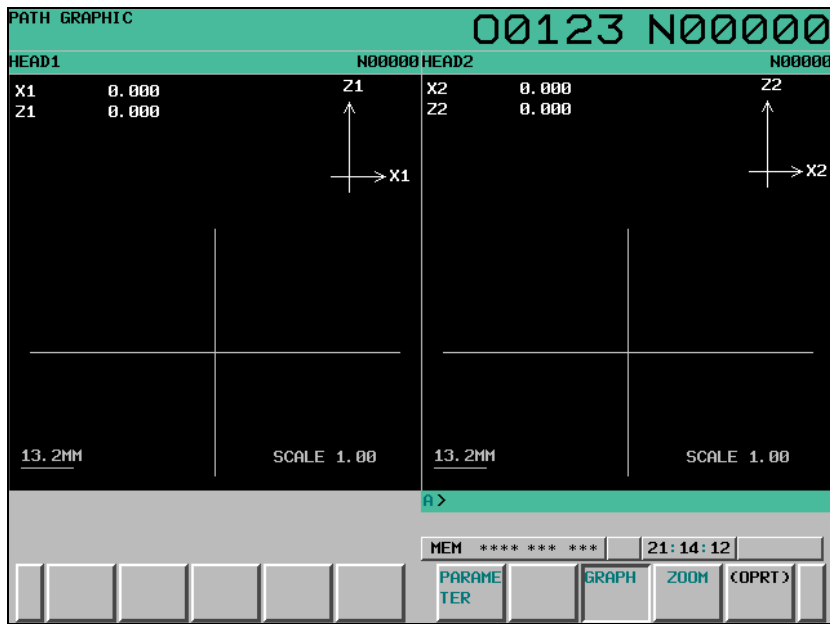 PATH GRAPHIC
O0123 N00000
HEAD1 N00000
X1 0.000
Z1 0.000
Z1
X1
13.2MM SCALE 1.00
HEAD2 N00000
X2 0.000
Z2 0.000
Z2
X2
13.2MM SCALE 1.00
A>
MEM **** *** *** 21:14:12
PARAME
TER
GRAPH
ZOOM
(OPRT)